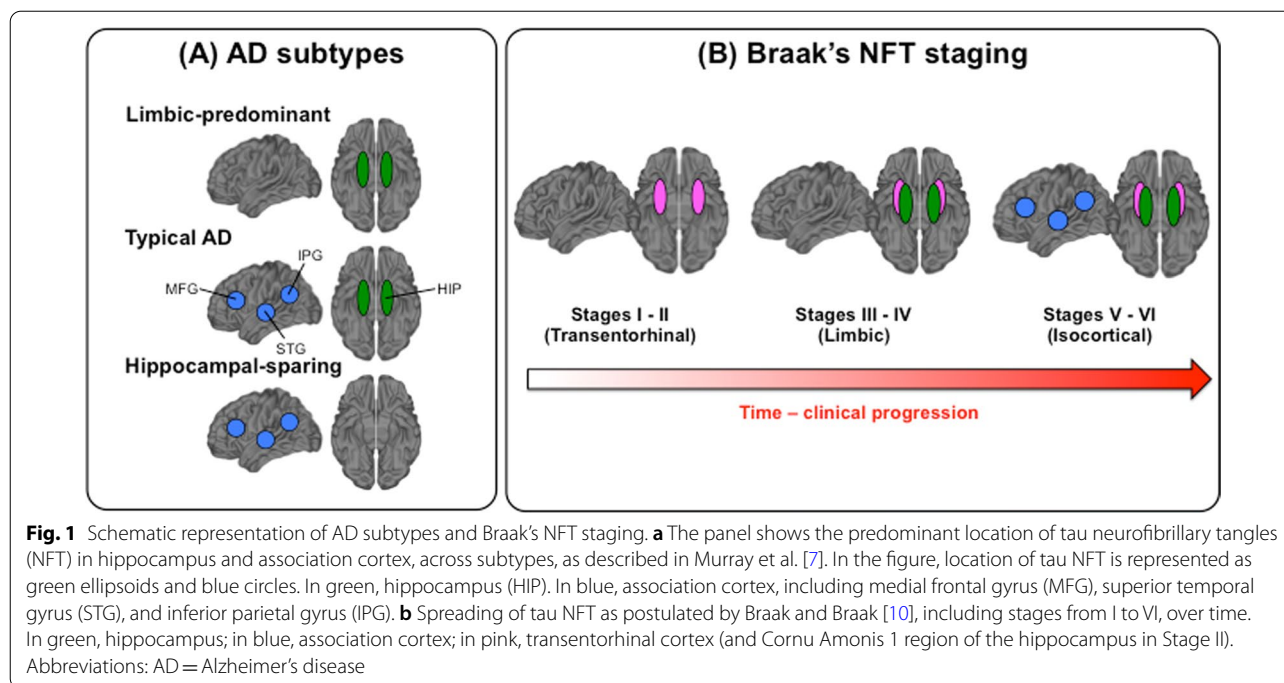 (A) AD subtypes
Limbic-predominant
Typical AD
IPG
MFG
HIP
STG
Hippocampal-sparing
(B) Braak's NFT staging
Stages I - II
(Transentorhinal)
Stages III - IV
(Limbic)
Stages V - VI
(Isocortical)
Time – clinical progression
Fig. 1 Schematic representation of AD subtypes and Braak's NFT staging. a The panel shows the predominant location of tau neurofibrillary tangles
(NFT) in hippocampus and association cortex, across subtypes, as described in Murray et al. [7]. In the figure, location of tau NFT is represented as
green ellipsoids and blue circles. In green, hippocampus (HIP). In blue, association cortex, including medial frontal gyrus (MFG), superior temporal
gyrus (STG), and inferior parietal gyrus (IPG). b Spreading of tau NFT as postulated by Braak and Braak [10], including stages from I to VI, over time.
In green, hippocampus; in blue, association cortex; in pink, transentorhinal cortex (and Cornu Amonis 1 region of the hippocampus in Stage II).
Abbreviations: AD = Alzheimer's disease